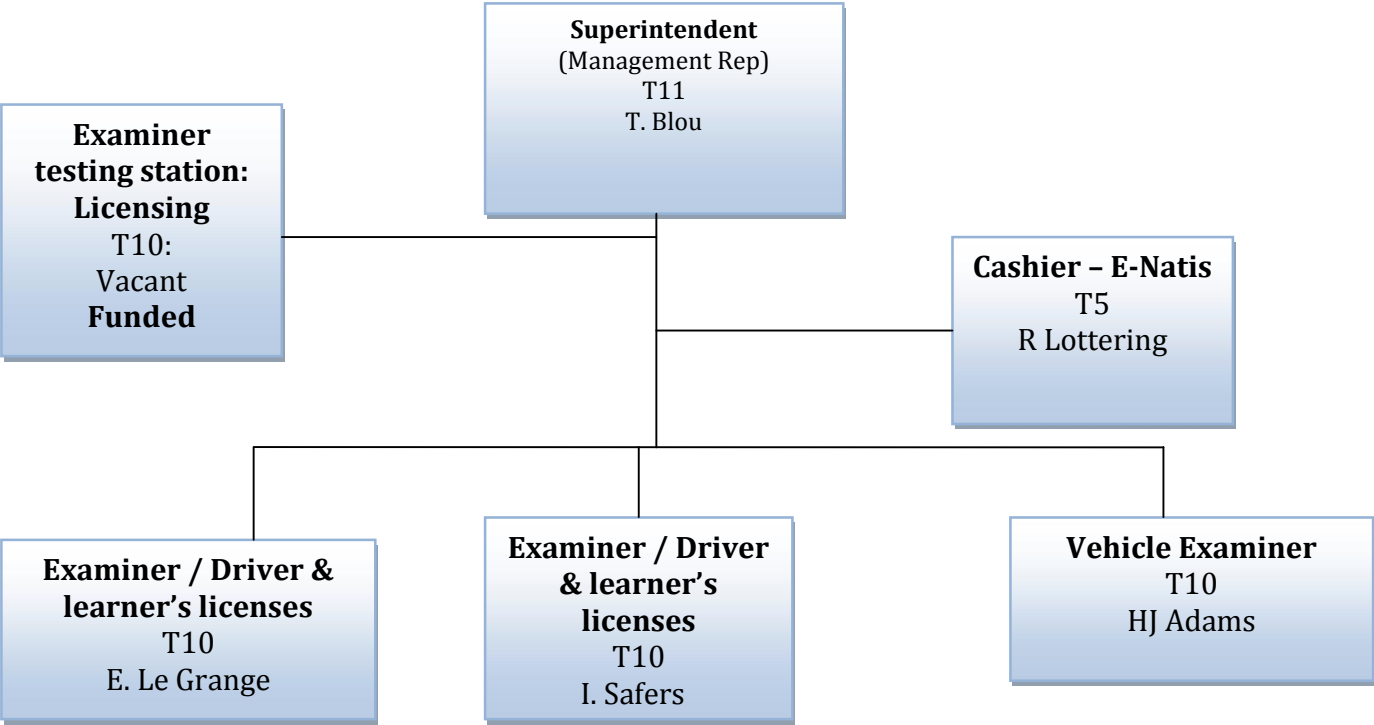 Superintendent
(Management Rep)
T11
T. Blou
Examiner
testing station:
Licensing
T10:
Vacant
Funded
Cashier – E-Natis
T5
R Lottering
Examiner / Driver &
learner’s licenses
T10
E. Le Grange
Examiner / Driver
& learner’s
licenses
T10
I. Safers
Vehicle Examiner
T10
HJ Adams